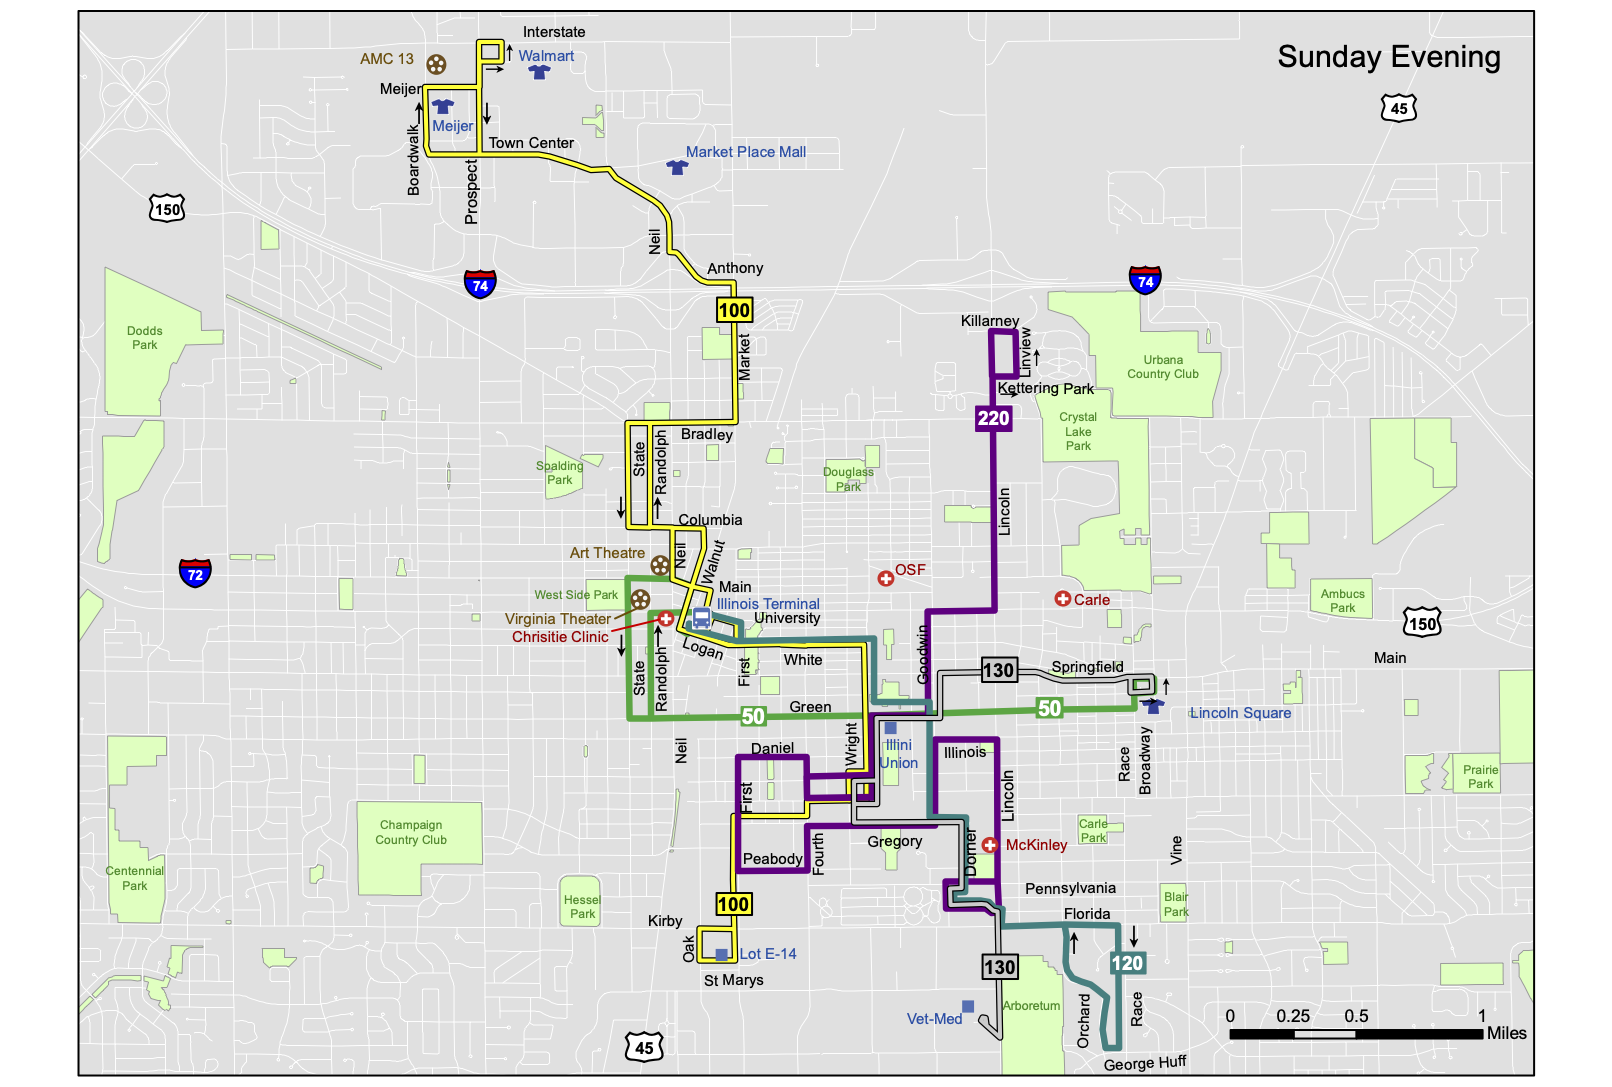 Interstate
AMC 13
Walmart
Sunday Evening
Meijer
45
Meijer
Boardwalk
Town Center
Market Place Mall
Prospect
150
Neil
Anthony
74
74
100
Dodds
Park
Market
Killarney
Linview
Urbana
Country Club
Kettering Park
220
Bradley
State
Randolph
Crystal
Lake
Park
Spalding
Park
Douglass
Park
Lincoln
Columbia
Neil
Walnut
Art Theatre
72
OSF
Main
West Side Park
Illinois Terminal
Carle
Ambucs
Park
Virginia Theater
University
Chrisitie Clinic
150
Logan
First
White
Goodwin
Main
State
Randolph
130
Springfield
Green
50
50
Lincoln Square
Neil
Daniel
Wright
Illini
Union
Illinois
Race
Broadway
Lincoln
Prairie
Park
First
Champaign
Country Club
Carle
Park
Peabody
Fourth
Gregory
Dorner
McKinley
Vine
Centennial
Park
Pennsylvania
100
Hessel
Park
Blair
Park
Kirby
Florida
Oak
Lot E-14
130
120
St Marys
Vet-Med
Arboretum
Orchard
Race
0 0.25 0.5 1
Miles
45
George Huff